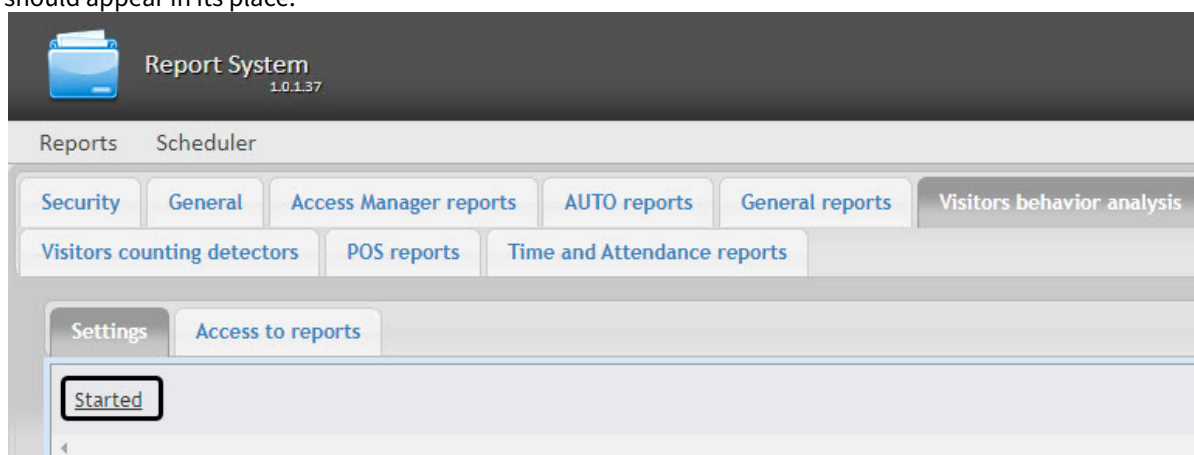 should appear in its place.
Report System
1.0.1.37
Reports Scheduler
Security General Access Manager reports AUTO reports General reports Visitors behavior analysis
Visitors counting detectors POS reports Time and Attendance reports
Settings Access to reports
Started